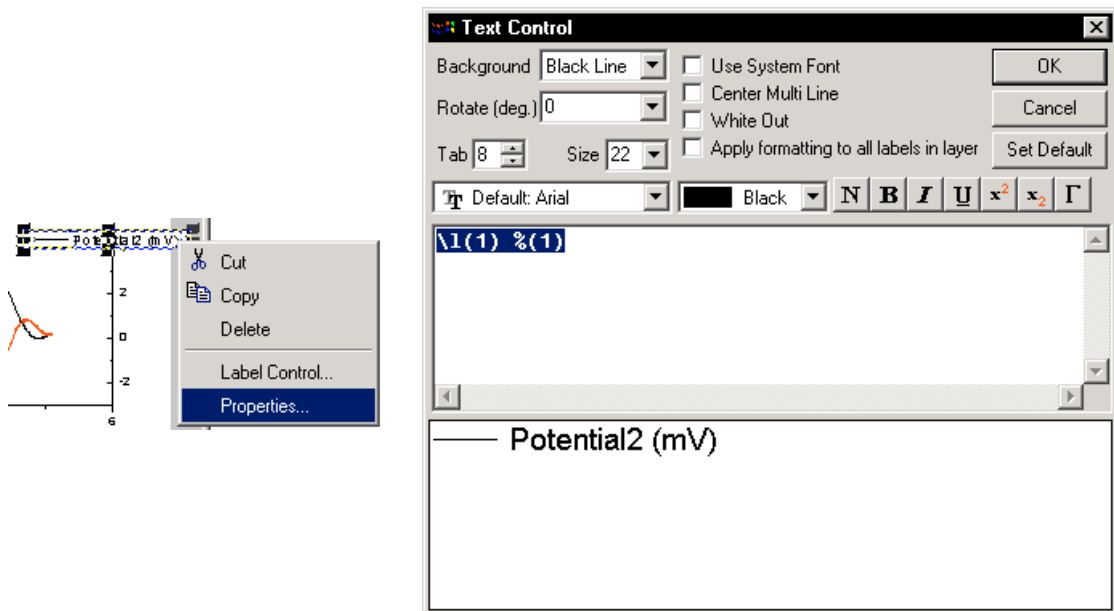 Potential2 (mV)
2
0
-2
6
Cut
Copy
Delete
Label Control...
Properties...
Text Control
Background Black Line
Use System Font
OK
Rotate (deg.) 0
Center Multi Line
Cancel
White Out
Tab 8 Size 22
Apply formatting to all labels in layer
Set Default
Default: Arial
Black
N B I U x² x₂ Γ
\l(1) %(1)
Potential2 (mV)